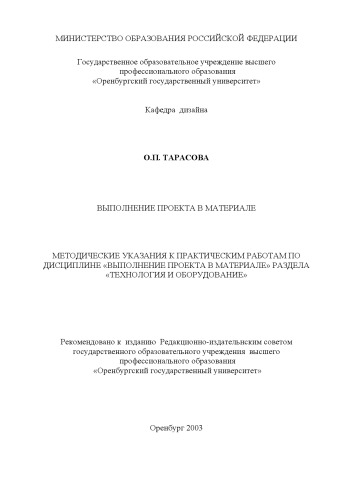 МИНИСТЕРСТВО ОБРАЗОВАНИЯ РОССИЙСКОЙ ФЕДЕРАЦИИ
Государственное образовательное учреждение высшего
профессионального образования
«Оренбургский государственный университет»
Кафедра дизайна
О.П. ТАРАСОВА
ВЫПОЛНЕНИЕ ПРОЕКТА В МАТЕРИАЛЕ
МЕТОДИЧЕСКИЕ УКАЗАНИЯ К ПРАКТИЧЕСКИМ РАБОТАМ ПО
ДИСЦИПЛИНЕ «ВЫПОЛНЕНИЕ ПРОЕКТА В МАТЕРИАЛЕ» РАЗДЕЛА
«ТЕХНОЛОГИЯ И ОБОРУДОВАНИЕ»
Рекомендовано к изданию Редакционно-издательским советом
государственного образовательного учреждения высшего
профессионального образования
«Оренбургский государственный университет»
Оренбург 2003